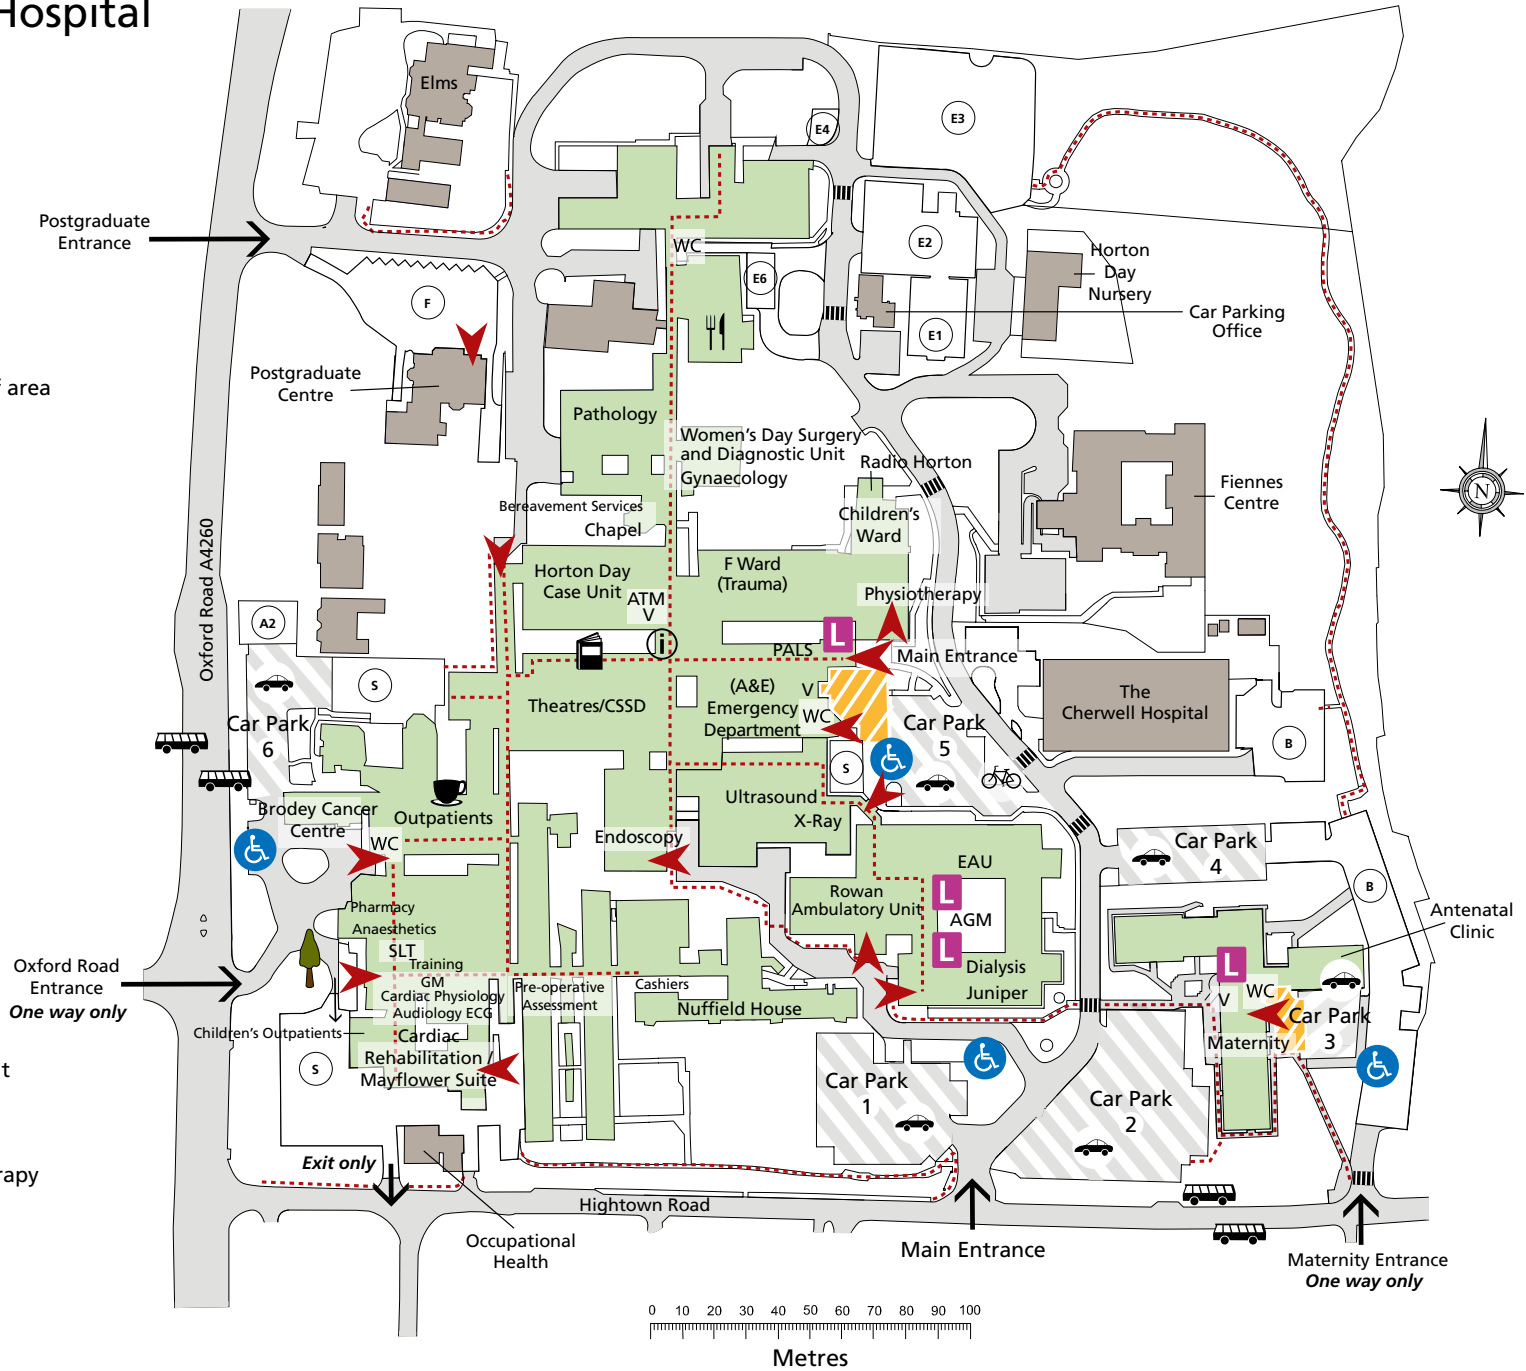 Hospital
Elms
E4
E3
Postgraduate
Entrance
WC
E2
E6
Horton
Day
Nursery
F
Car Parking
Office
E1
Postgraduate
Centre
area
Pathology
Women's Day Surgery
and Diagnostic Unit
Gynaecology
Radio Horton
Fiennes
Centre
N
Bereavement Services
Chapel
Children's
Ward
Oxford Road A4260
Horton Day
Case Unit
F Ward
(Trauma)
ATM
V
Physiotherapy
A2
L
i
PALS
Main Entrance
S
(A&E)
Emergency
Department
V
WC
Theatres/CSSD
The
Cherwell Hospital
Car Park
6
Car Park
5
B
S
Brodey Cancer
Centre
Outpatients
Ultrasound
X-Ray
WC
Endoscopy
Car Park
4
EAU
Rowan
Ambulatory Unit
L
AGM
B
Pharmacy
Anaesthetics
SLT
Training
GM
Cardiac Physiology
Audiology ECG
Antenatal
Clinic
L
Dialysis
Juniper
L
Oxford Road
Entrance
One way only
Pre-operative
Assessment
Cashiers
Nuffield House
V
WC
Car Park
3
Maternity
Children's Outpatients
Cardiac
Rehabilitation /
Mayflower Suite
t
S
Car Park
1
Car Park
2
Exit only
rapy
Hightown Road
Occupational
Health
Main Entrance
Maternity Entrance
One way only
0 10 20 30 40 50 60 70 80 90 100
Metres